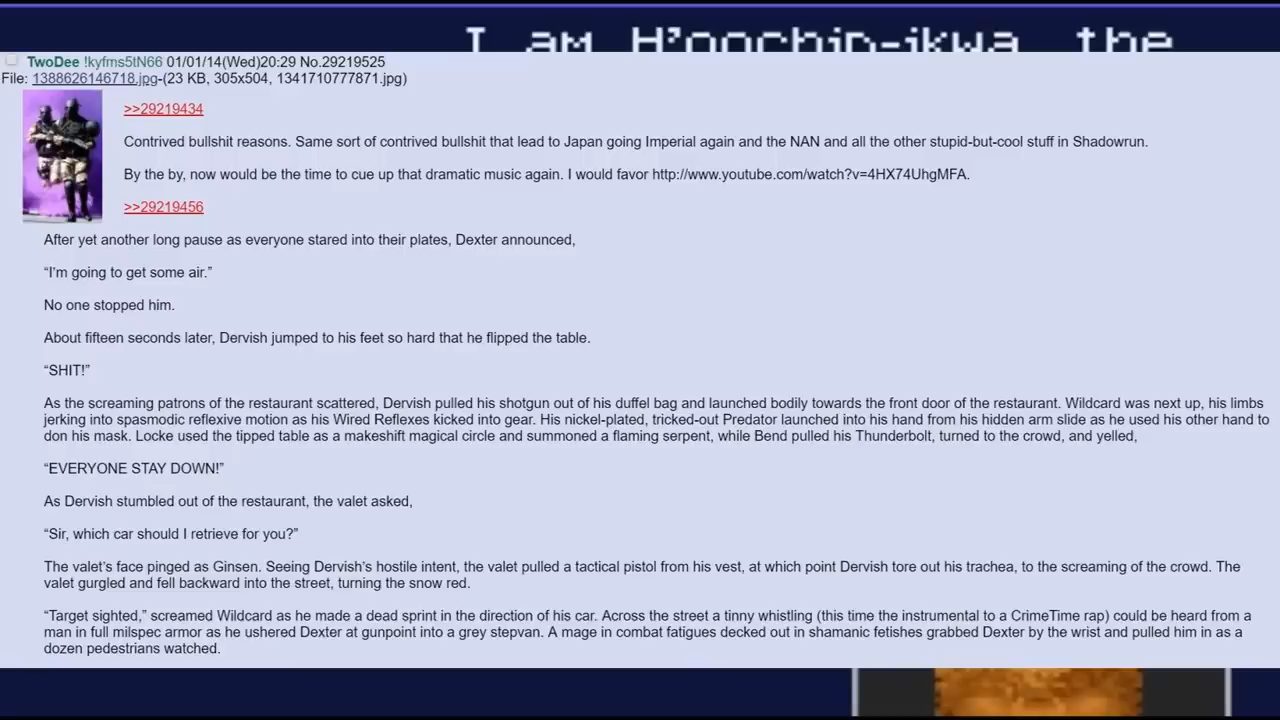 I am H'oochin-ikwa the
TwoDee !kyfms5tN66 01/01/14(Wed)20:29 No.29219525
File: 1388626146718.jpg-(23 KB, 305x504, 1341710777871.jpg)
>>29219434
Contrived bullshit reasons. Same sort of contrived bullshit that lead to Japan going Imperial again and the NAN and all the other stupid-but-cool stuff in Shadowrun.
By the by, now would be the time to cue up that dramatic music again. I would favor http://www.youtube.com/watch?v=4HX74UhgMFA.
>>29219456
After yet another long pause as everyone stared into their plates, Dexter announced,
“I’m going to get some air.”
No one stopped him.
About fifteen seconds later, Dervish jumped to his feet so hard that he flipped the table.
“SHIT!”
As the screaming patrons of the restaurant scattered, Dervish pulled his shotgun out of his duffel bag and launched bodily towards the front door of the restaurant. Wildcard was next up, his limbs
jerking into spasmodic reflexive motion as his Wired Reflexes kicked into gear. His nickel-plated, tricked-out Predator launched into his hand from his hidden arm slide as he used his other hand to
don his mask. Locke used the tipped table as a makeshift magical circle and summoned a flaming serpent, while Bend pulled his Thunderbolt, turned to the crowd, and yelled,
“EVERYONE STAY DOWN!”
As Dervish stumbled out of the restaurant, the valet asked,
“Sir, which car should I retrieve for you?”
The valet’s face pinged as Ginsen. Seeing Dervish’s hostile intent, the valet pulled a tactical pistol from his vest, at which point Dervish tore out his trachea, to the screaming of the crowd. The
valet gurgled and fell backward into the street, turning the snow red.
“Target sighted,” screamed Wildcard as he made a dead sprint in the direction of his car. Across the street a tinny whistling (this time the instrumental to a CrimeTime rap) could be heard from a
man in full milspec armor as he ushered Dexter at gunpoint into a grey stepvan. A mage in combat fatigues decked out in shamanic fetishes grabbed Dexter by the wrist and pulled him in as a
dozen pedestrians watched.